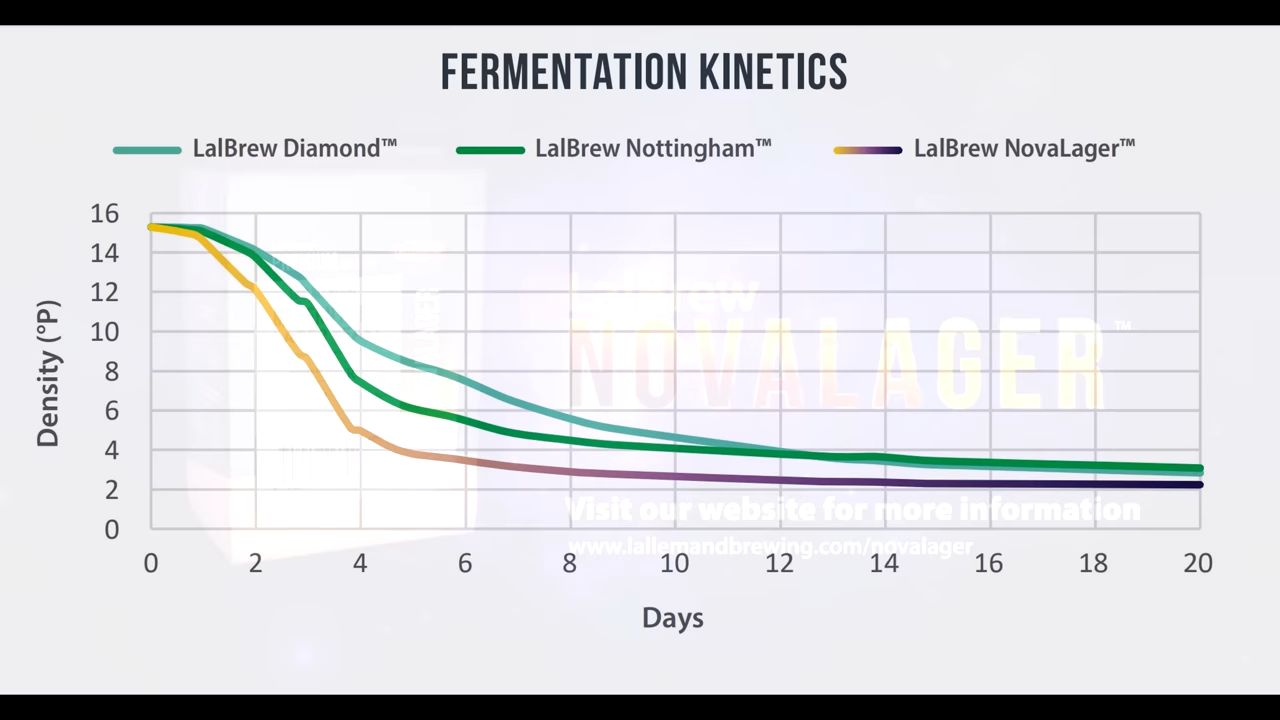 FERMENTATION KINETICS
LalBrew Diamond™ LalBrew Nottingham™ LalBrew NovaLager™
16
14
12
10
8
6
4
2
0
Density (°P)
LalBrew
NOVALAGER™
Visit our website for more information
www.lallemandbrewing.com/novalager
0 2 4 6 8 10 12 14 16 18 20
Days